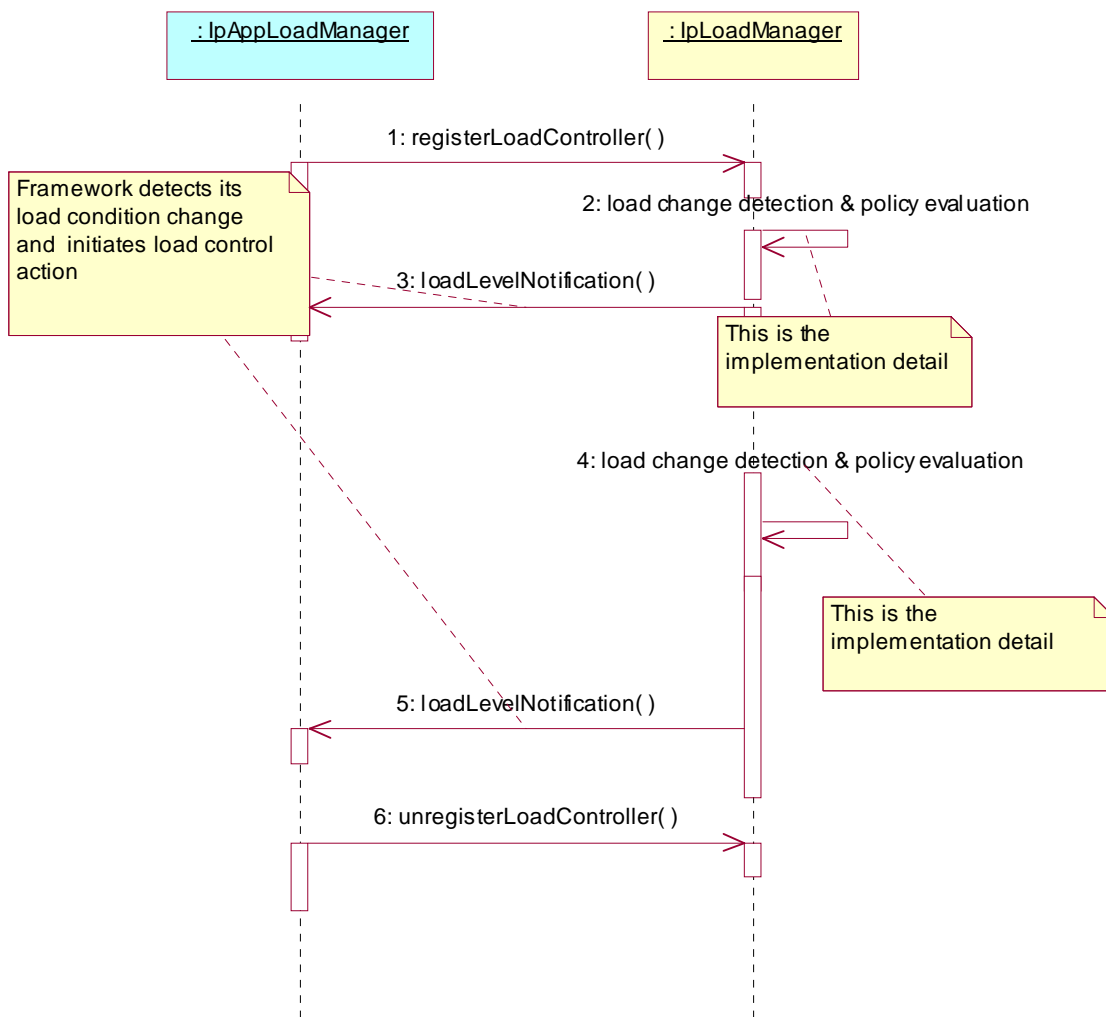 : IpAppLoadManager
: IpLoadManager
1: registerLoadController( )
Framework detects its
load condition change
and initiates load control
action
2: load change detection & policy evaluation
3: loadLevelNotification( )
This is the
implementation detail
4: load change detection & policy evaluation
This is the
implementation detail
5: loadLevelNotification( )
6: unregisterLoadController( )